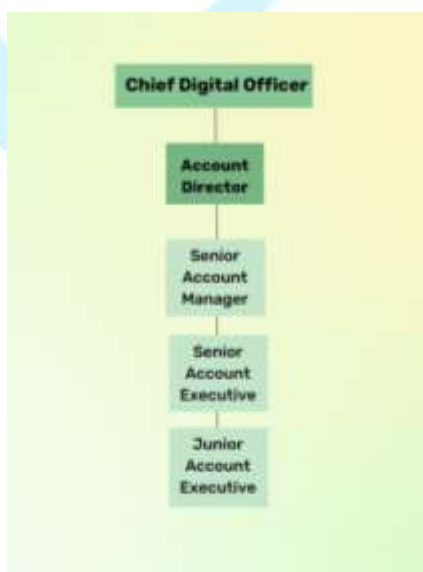 Chief Digital Officer
Account
Director
Senior
Account
Manager
Senior
Account
Executive
Junior
Account
Executive